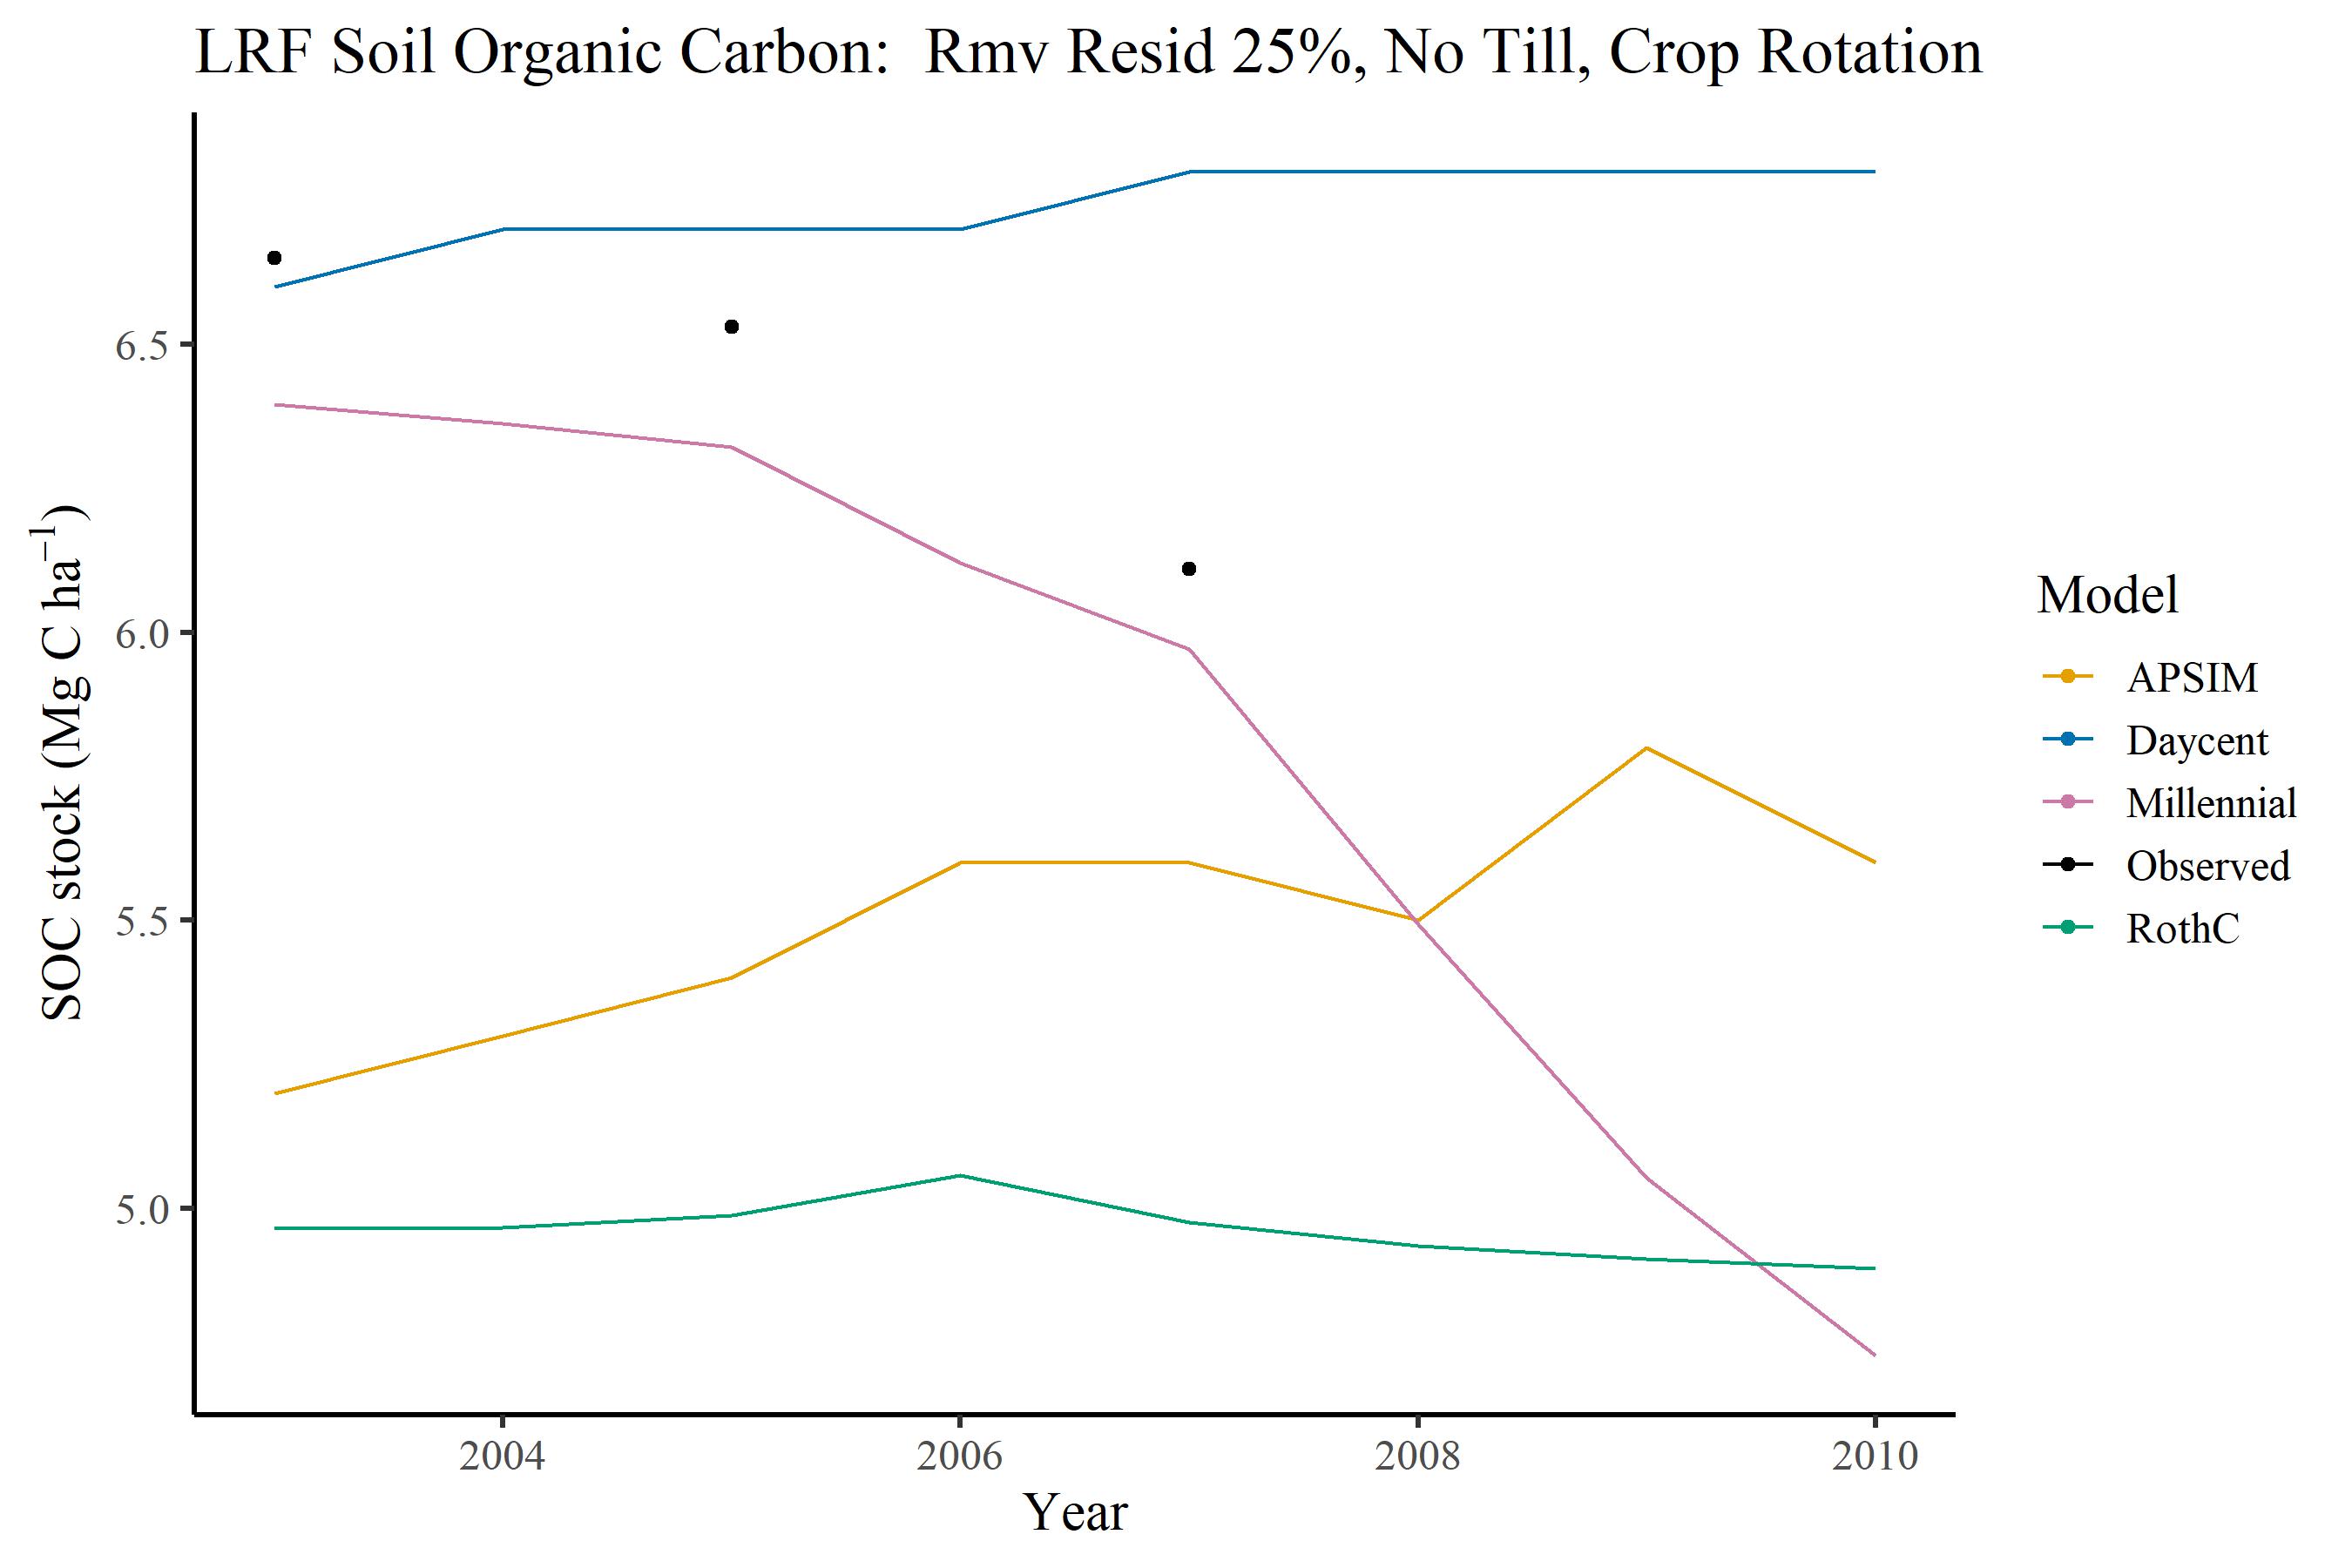 LRF Soil Organic Carbon:  Rmv Resid 25%, No Till, Crop Rotation
SOC stock (Mg C ha⁻¹)
6.5
6.0
5.5
5.0
2004
2006
2008
2010
Year
Model
APSIM
Daycent
Millennial
Observed
RothC